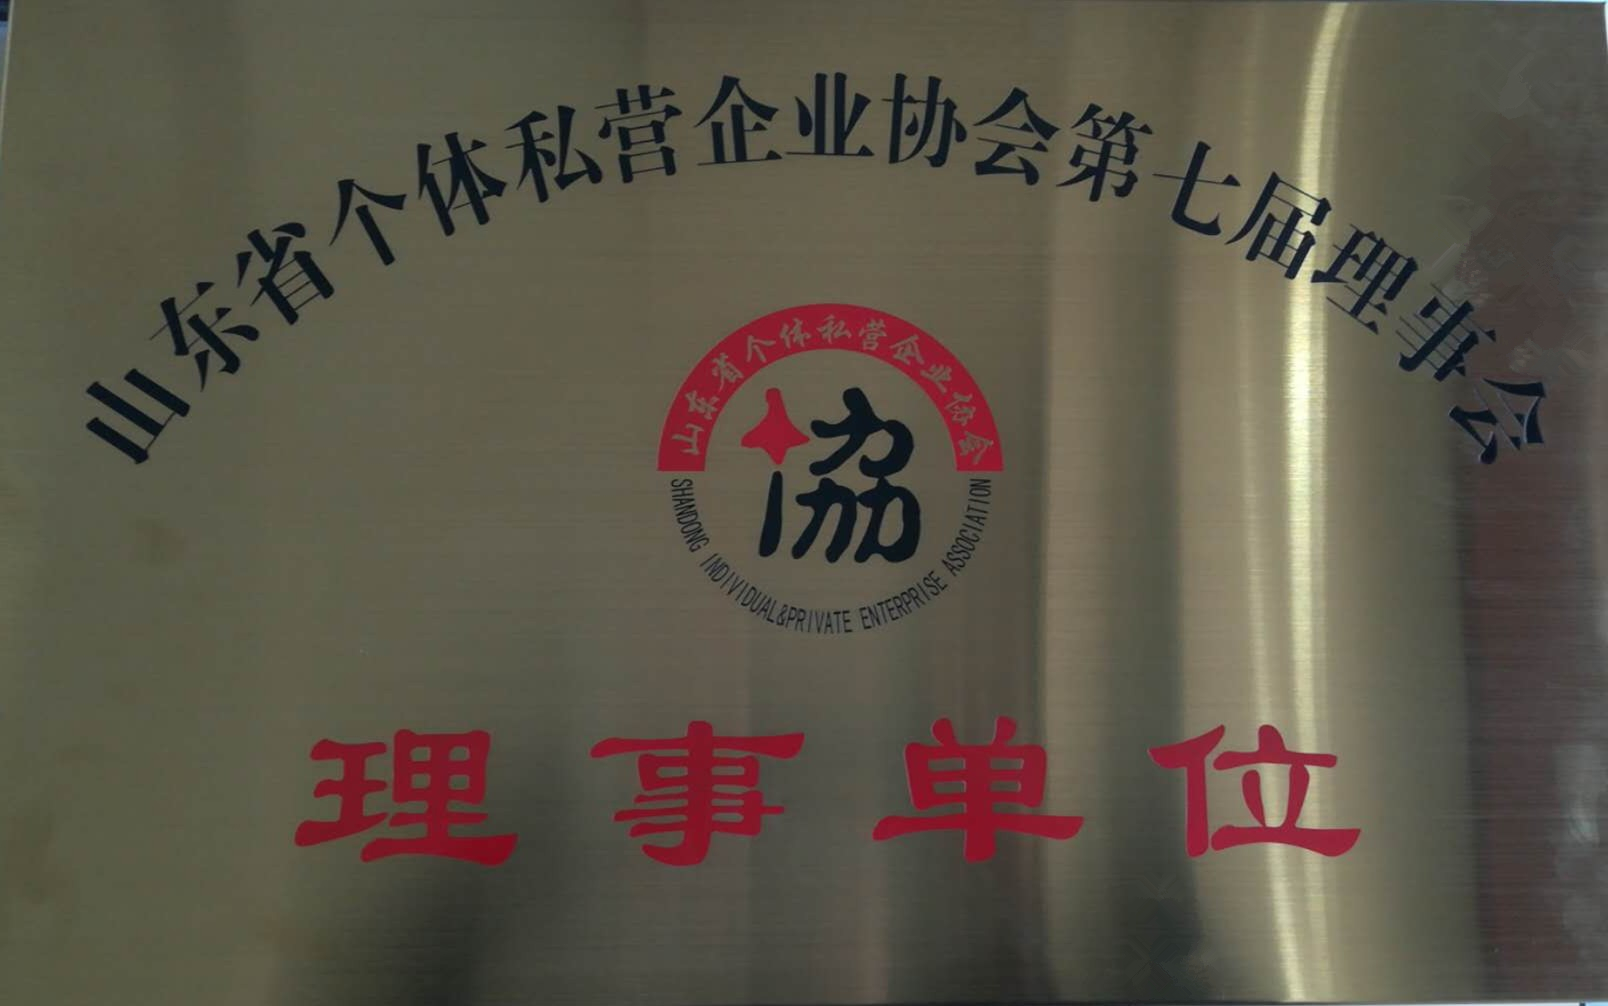 山东省个体私营企业协会第七届理事会
山东省个体私营企业协会
協
SHANDONG INDIVIDUAL&PRIVATE ENTERPRISE ASSOCIATION
理事单位